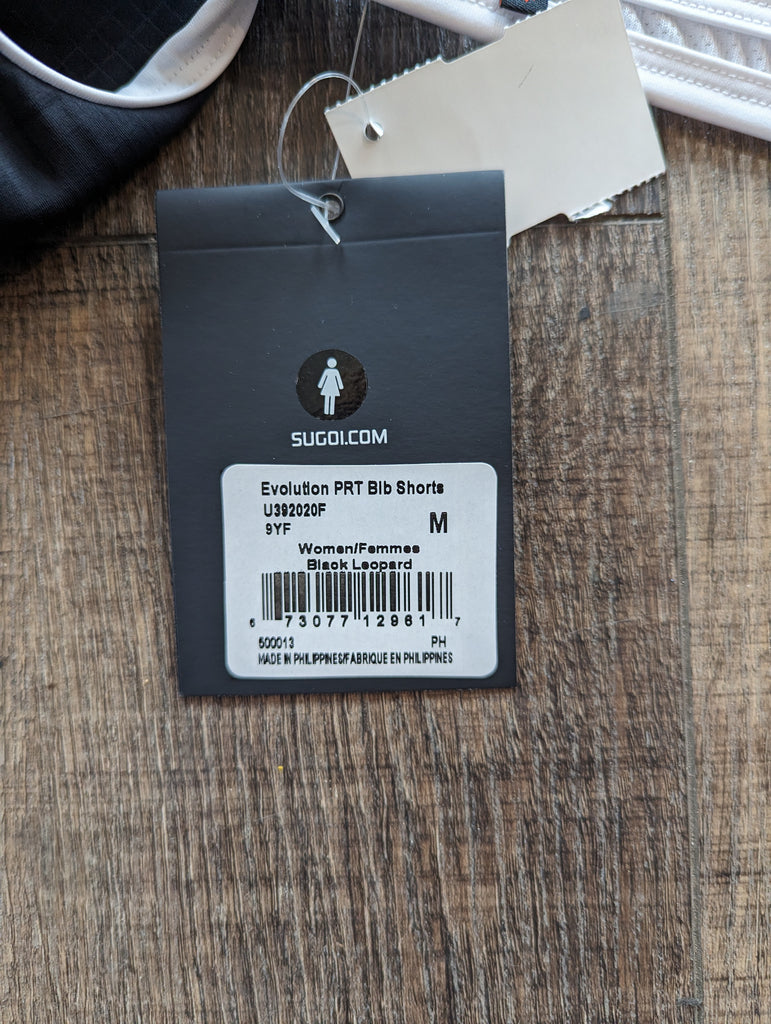 SUGOI.COM
Evolution PRT Bib Shorts
U392020F
9YF
M
Women/Femmes
Black Leopard
6 73077 12961 7
500013 PH
MADE IN PHILIPPINES/FABRIQUE EN PHILIPPINES